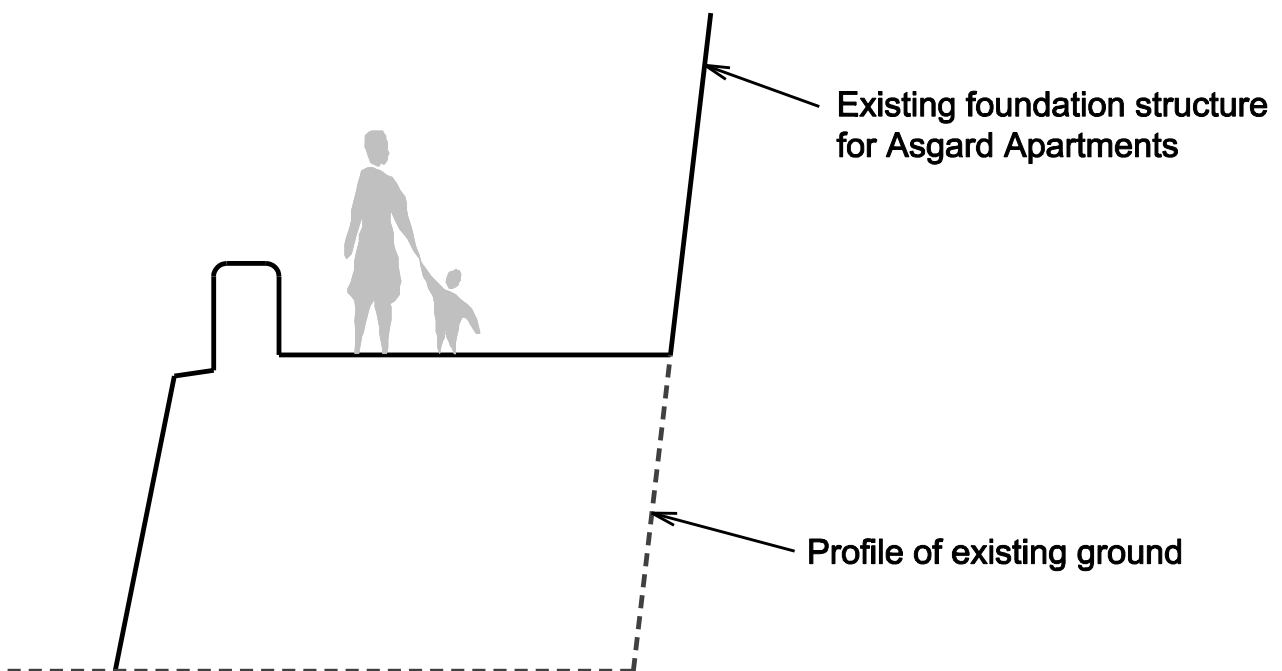 Existing foundation structure
for Asgard Apartments
Profile of existing ground